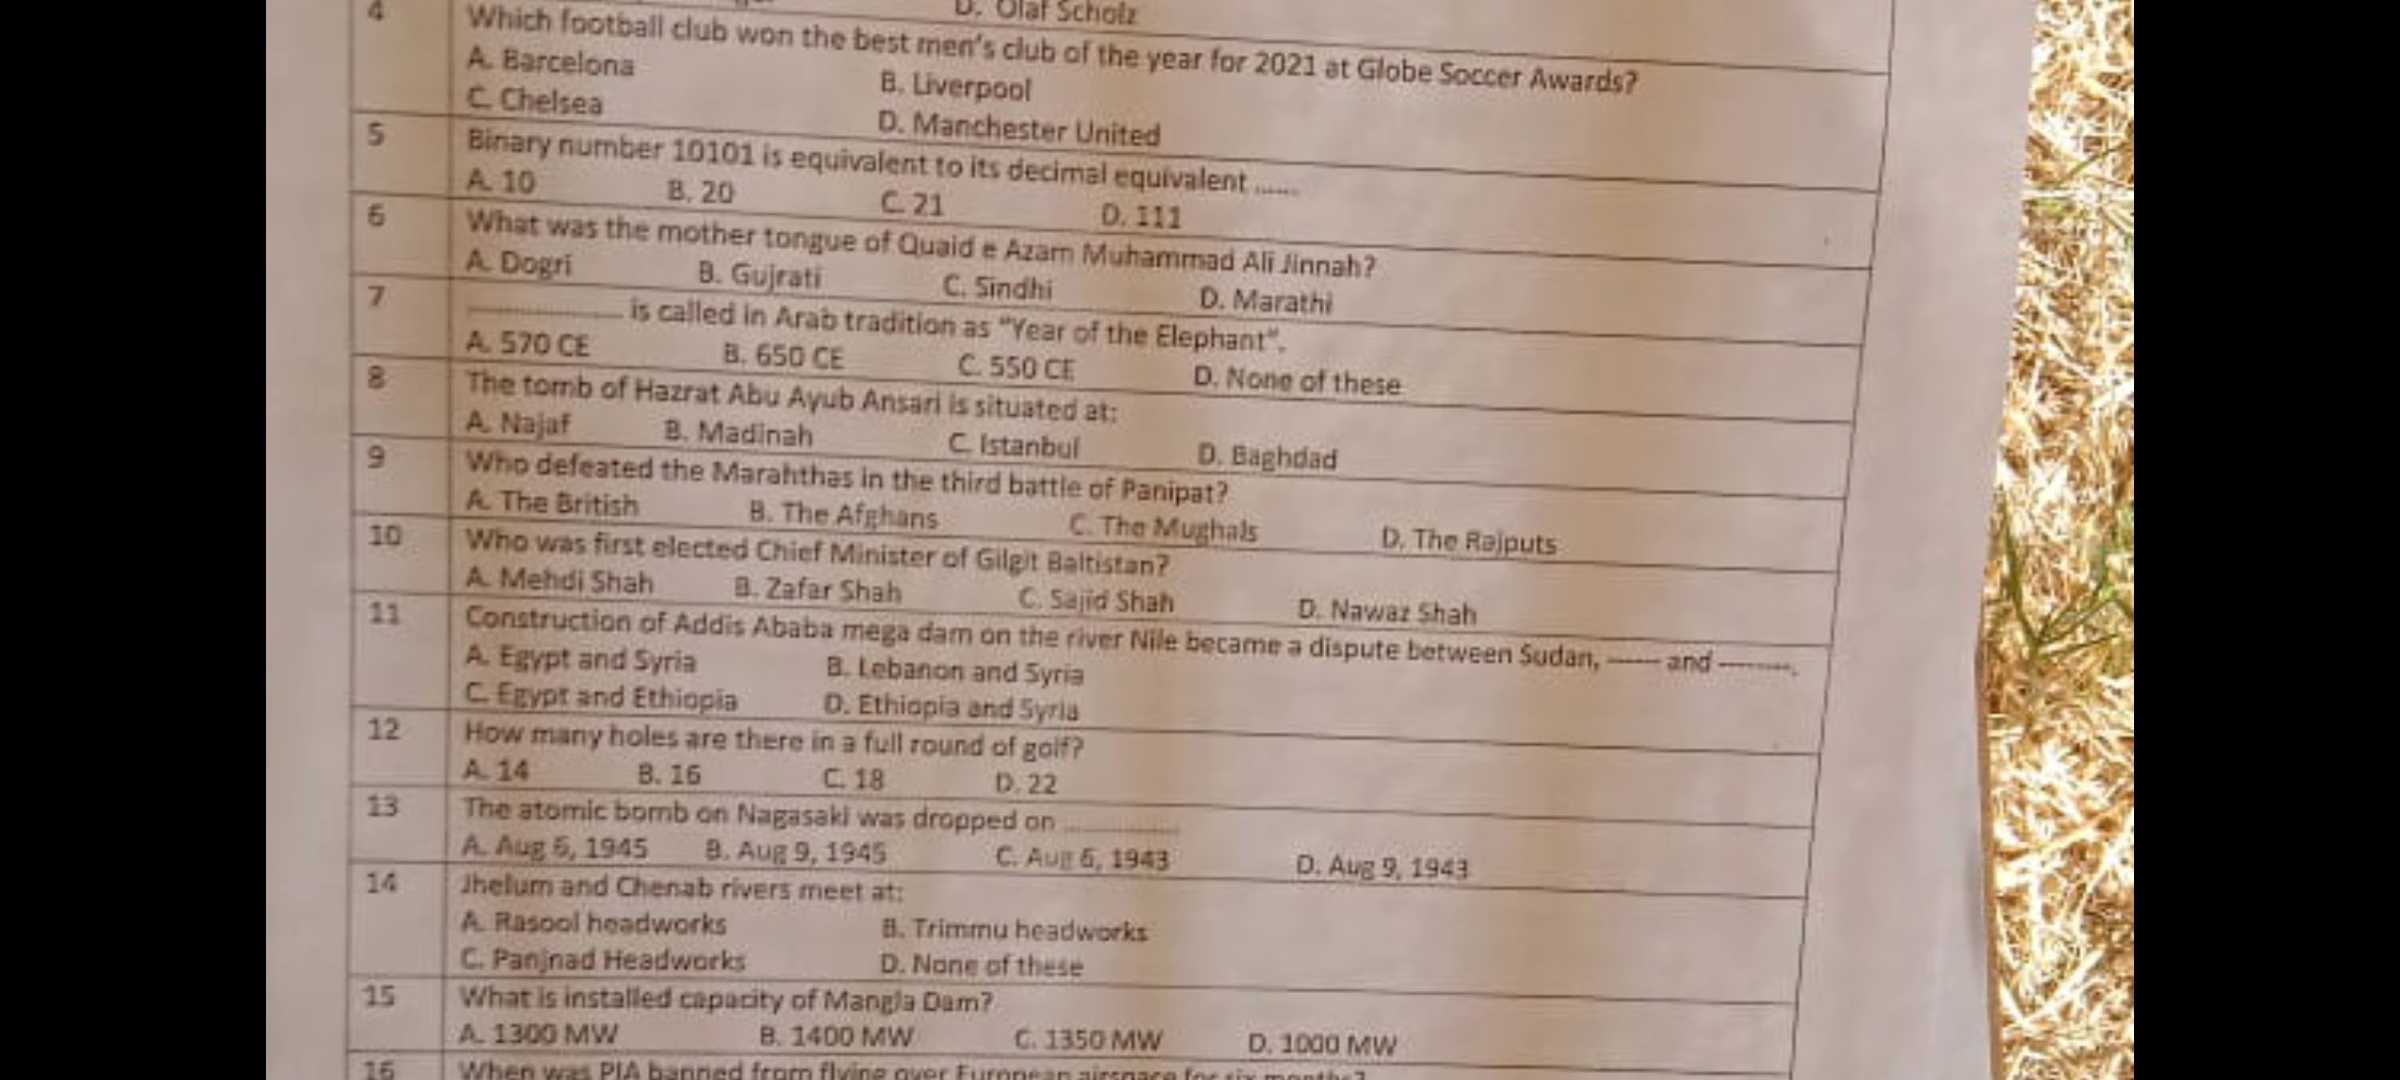 D. Olaf Scholz
4 Which football club won the best men's club of the year for 2021 at Globe Soccer Awards?
A. Barcelona B. Liverpool
C. Chelsea D. Manchester United
5 Binary number 10101 is equivalent to its decimal equivalent ......
A. 10 B. 20 C. 21 D. 111
6 What was the mother tongue of Quaid e Azam Muhammad Ali Jinnah?
A. Dogri B. Gujrati C. Sindhi D. Marathi
7 .................... is called in Arab tradition as "Year of the Elephant".
A. 570 CE B. 650 CE C. 550 CE D. None of these
8 The tomb of Hazrat Abu Ayub Ansari is situated at:
A. Najaf B. Madinah C. Istanbul D. Baghdad
9 Who defeated the Marahthas in the third battle of Panipat?
A. The British B. The Afghans C. The Mughals D. The Rajputs
10 Who was first elected Chief Minister of Gilgit Baltistan?
A. Mehdi Shah B. Zafar Shah C. Sajid Shah D. Nawaz Shah
11 Construction of Addis Ababa mega dam on the river Nile became a dispute between Sudan, ------ and --------.
A. Egypt and Syria B. Lebanon and Syria
C. Egypt and Ethiopia D. Ethiopia and Syria
12 How many holes are there in a full round of golf?
A. 14 B. 16 C. 18 D. 22
13 The atomic bomb on Nagasaki was dropped on ...............
A. Aug 6, 1945 B. Aug 9, 1945 C. Aug 6, 1943 D. Aug 9, 1943
14 Jhelum and Chenab rivers meet at:
A. Rasool headworks B. Trimmu headworks
C. Panjnad Headworks D. None of these
15 What is installed capacity of Mangla Dam?
A. 1300 MW B. 1400 MW C. 1350 MW D. 1000 MW
16 When was PIA banned from flying over European airspace for six months?